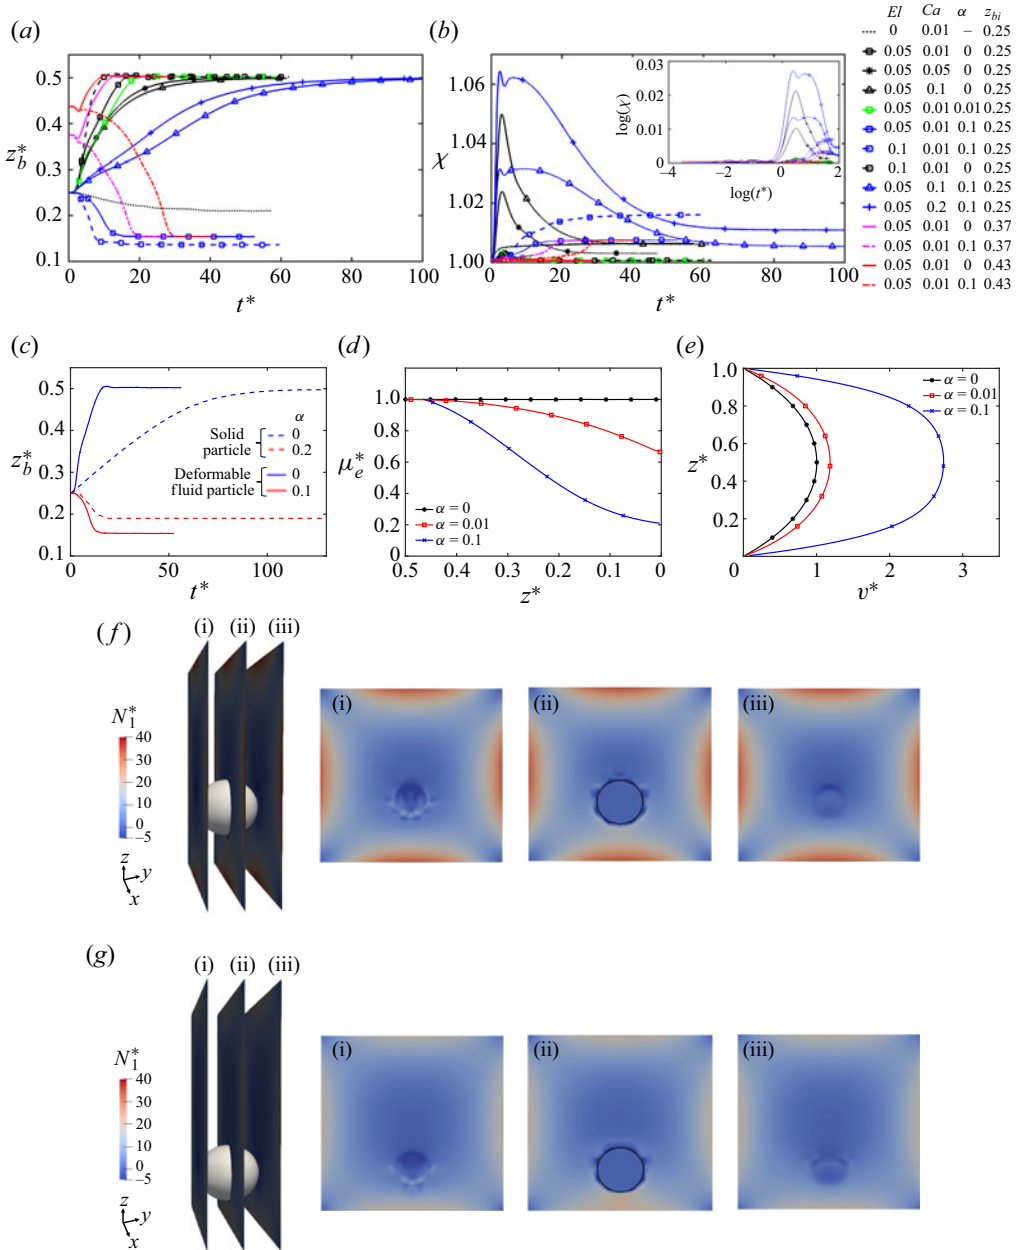 (a)
0.5
0.4
z_b^*
0.3
0.2
0.1
0 20 40 60 80 100
t^*
(b)
1.06
1.04
χ
1.02
1.00
0 20 40 60 80 100
t^*
log(χ)
0.03
0.02
0.01
0
−4 −2 0 2
log(t^*)
El Ca α z_bi
0 0.01 – 0.25
0.05 0.01 0 0.25
0.05 0.05 0 0.25
0.05 0.1 0 0.25
0.05 0.01 0.01 0.25
0.05 0.01 0.1 0.25
0.1 0.01 0.1 0.25
0.1 0.01 0 0.25
0.05 0.1 0.1 0.25
0.05 0.2 0.1 0.25
0.05 0.01 0 0.37
0.05 0.01 0.1 0.37
0.05 0.01 0 0.43
0.05 0.01 0.1 0.43
(c)
0.5
0.4
z_b^*
0.3
0.2
0.1
0 50 100
t^*
α
Solid particle
0
0.2
Deformable fluid particle
0
0.1
(d)
1.0
0.8
μ_e^*
0.6
0.4
0.2
0
0.5 0.4 0.3 0.2 0.1 0
z^*
α = 0
α = 0.01
α = 0.1
(e)
1.0
0.8
0.6
z^*
0.4
0.2
0 1 2 3
v^*
α = 0
α = 0.01
α = 0.1
(f)
(i) (ii) (iii)
N_1^*
40
30
20
10
0
−5
z
y
x
(i)
(ii)
(iii)
(g)
(i) (ii) (iii)
N_1^*
40
30
20
10
0
−5
z
y
x
(i)
(ii)
(iii)